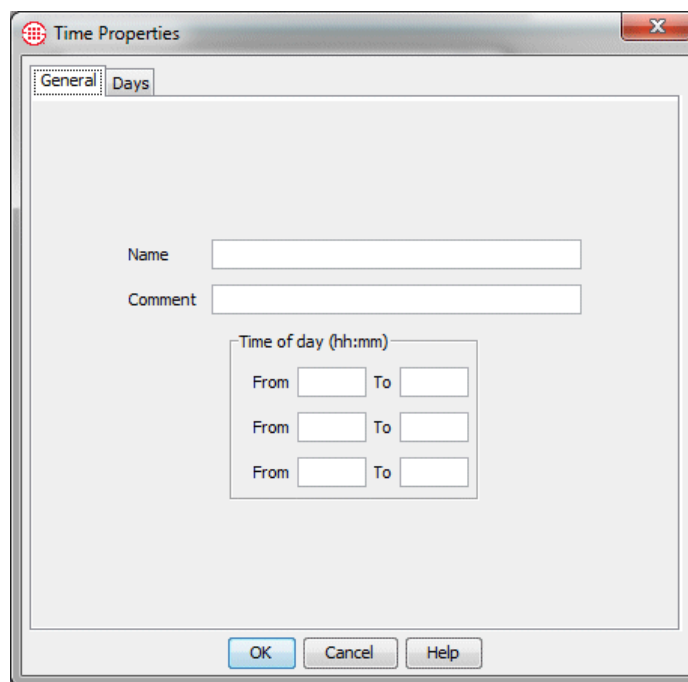 Time Properties
General Days
Name
Comment
Time of day (hh:mm)
From To
From To
From To
OK Cancel Help